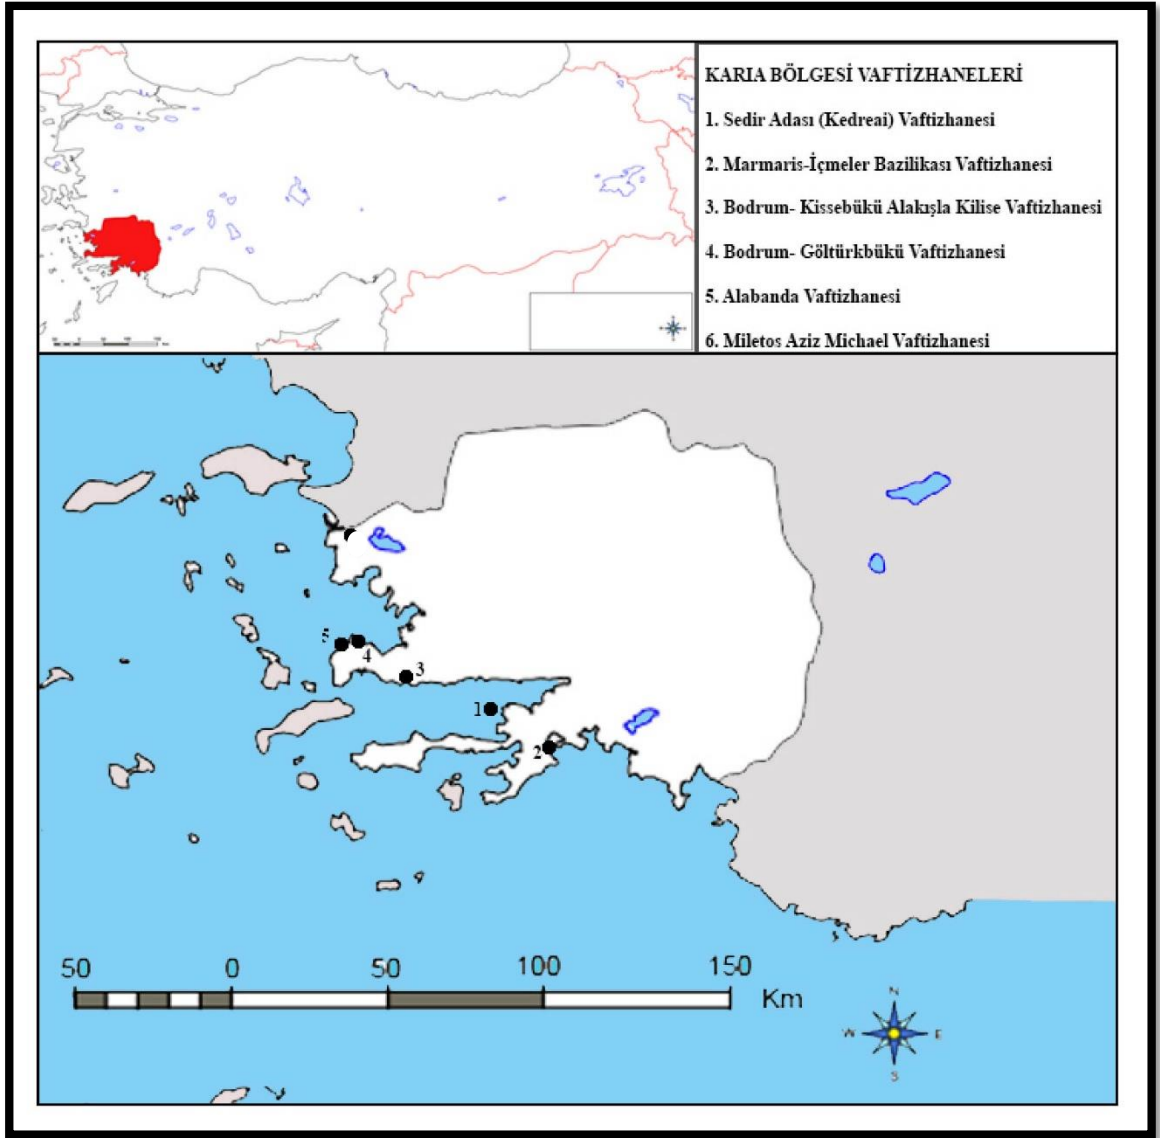 KARIA BÖLGESİ VAFTİZHANELERİ
1. Sedir Adası (Kedreai) Vaftizhanesi
2. Marmaris-İçmeler Bazilikası Vaftizhanesi
3. Bodrum- Kissebükü Alakışla Kilise Vaftizhanesi
4. Bodrum- Göltürkbükü Vaftizhanesi
5. Alabanda Vaftizhanesi
6. Miletos Aziz Michael Vaftizhanesi
5
4
3
1
2
50 0 50 100 150
Km
N
W E
S